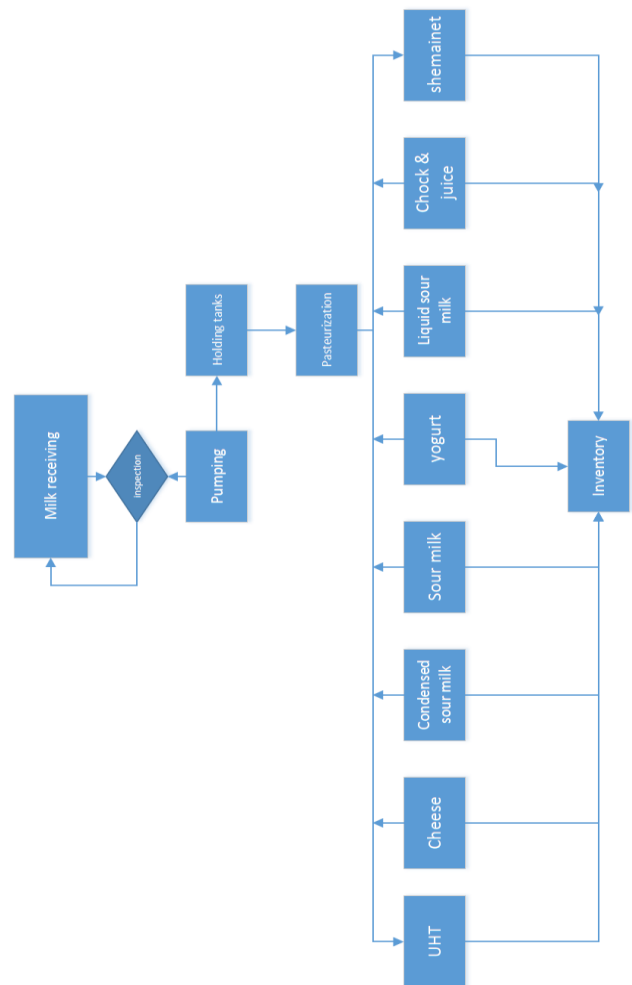 Milk receiving
inspection
Pumping
Holding tanks
Pasteurization
shemainet
Chock &
juice
Liquid sour
milk
yogurt
Sour milk
Condensed
sour milk
Cheese
UHT
Inventory